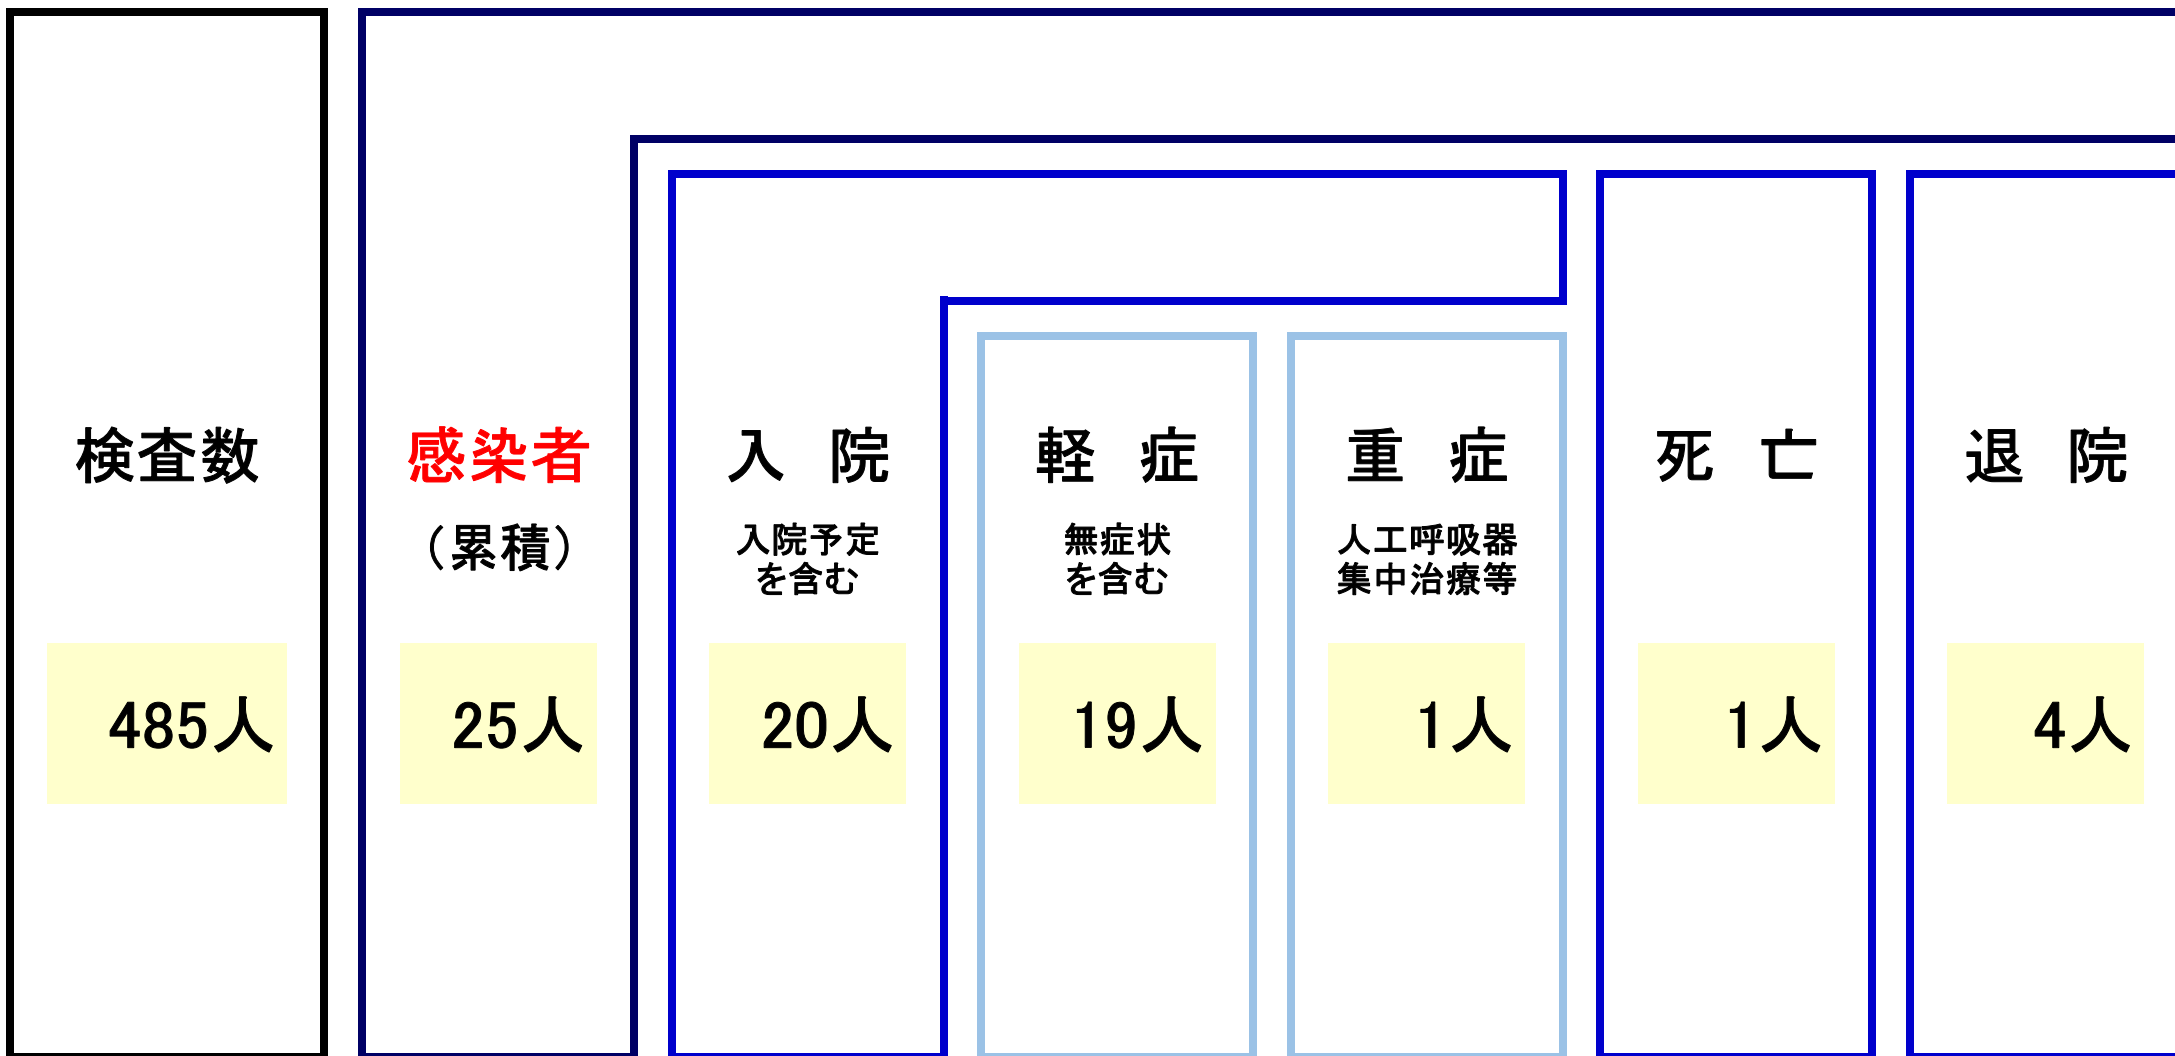 検査数
485人
感染者
（累積）
25人
入 院
入院予定
を含む
20人
軽 症
無症状
を含む
19人
重 症
人工呼吸器
集中治療等
1人
死 亡
1人
退 院
4人